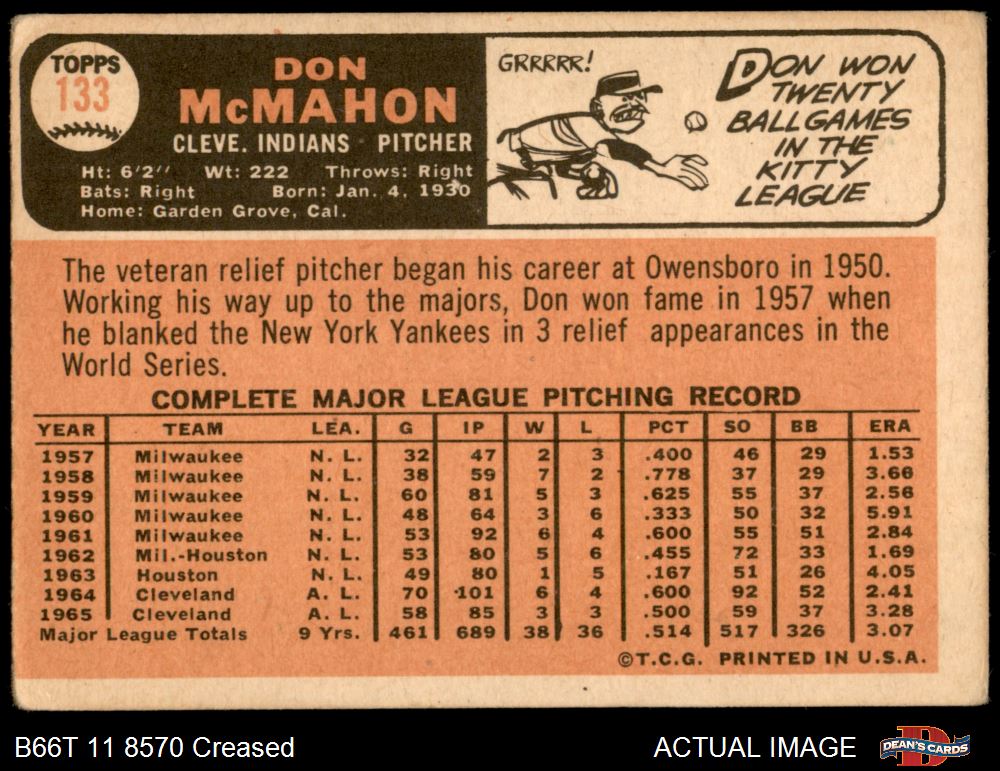 TOPPS
133
DON
McMAHON
CLEVE. INDIANS PITCHER
Ht: 6'2" Wt: 222 Throws: Right
Bats: Right Born: Jan. 4, 1930
Home: Garden Grove, Cal.
GRRRRR!
DON WON
TWENTY
BALLGAMES
IN THE
KITTY
LEAGUE
The veteran relief pitcher began his career at Owensboro in 1950.
Working his way up to the majors, Don won fame in 1957 when
he blanked the New York Yankees in 3 relief appearances in the
World Series.
COMPLETE MAJOR LEAGUE PITCHING RECORD
YEAR TEAM LEA. G IP W L PCT SO BB ERA
1957 Milwaukee N. L. 32 47 2 3 .400 46 29 1.53
1958 Milwaukee N. L. 38 59 7 2 .778 37 29 3.66
1959 Milwaukee N. L. 60 81 5 3 .625 55 37 2.56
1960 Milwaukee N. L. 48 64 3 6 .333 50 32 5.91
1961 Milwaukee N. L. 53 92 6 4 .600 55 51 2.84
1962 Mil.-Houston N. L. 53 80 5 6 .455 72 33 1.69
1963 Houston N. L. 49 80 1 5 .167 51 26 4.05
1964 Cleveland A. L. 70 101 6 4 .600 92 52 2.41
1965 Cleveland A. L. 58 85 3 3 .500 59 37 3.28
Major League Totals 9 Yrs. 461 689 38 36 .514 517 326 3.07
©T.C.G. PRINTED IN U.S.A.
B66T 11 8570 Creased
ACTUAL IMAGE
DEAN'S CARDS